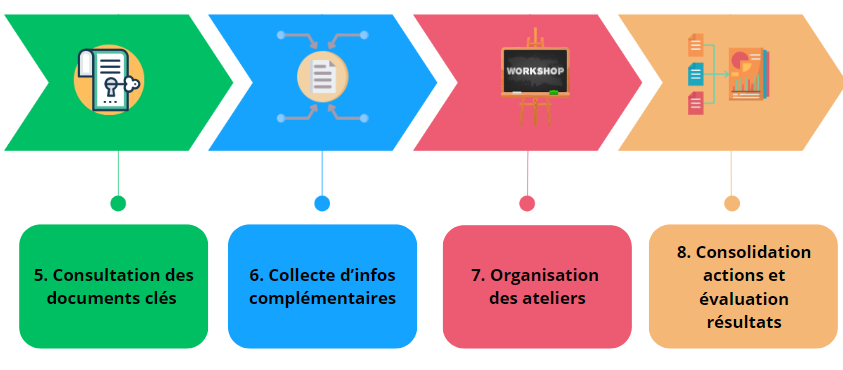 WORKSHOP
5. Consultation des
documents clés
6. Collecte d’infos
complémentaires
7. Organisation
des ateliers
8. Consolidation
actions et
évaluation
résultats